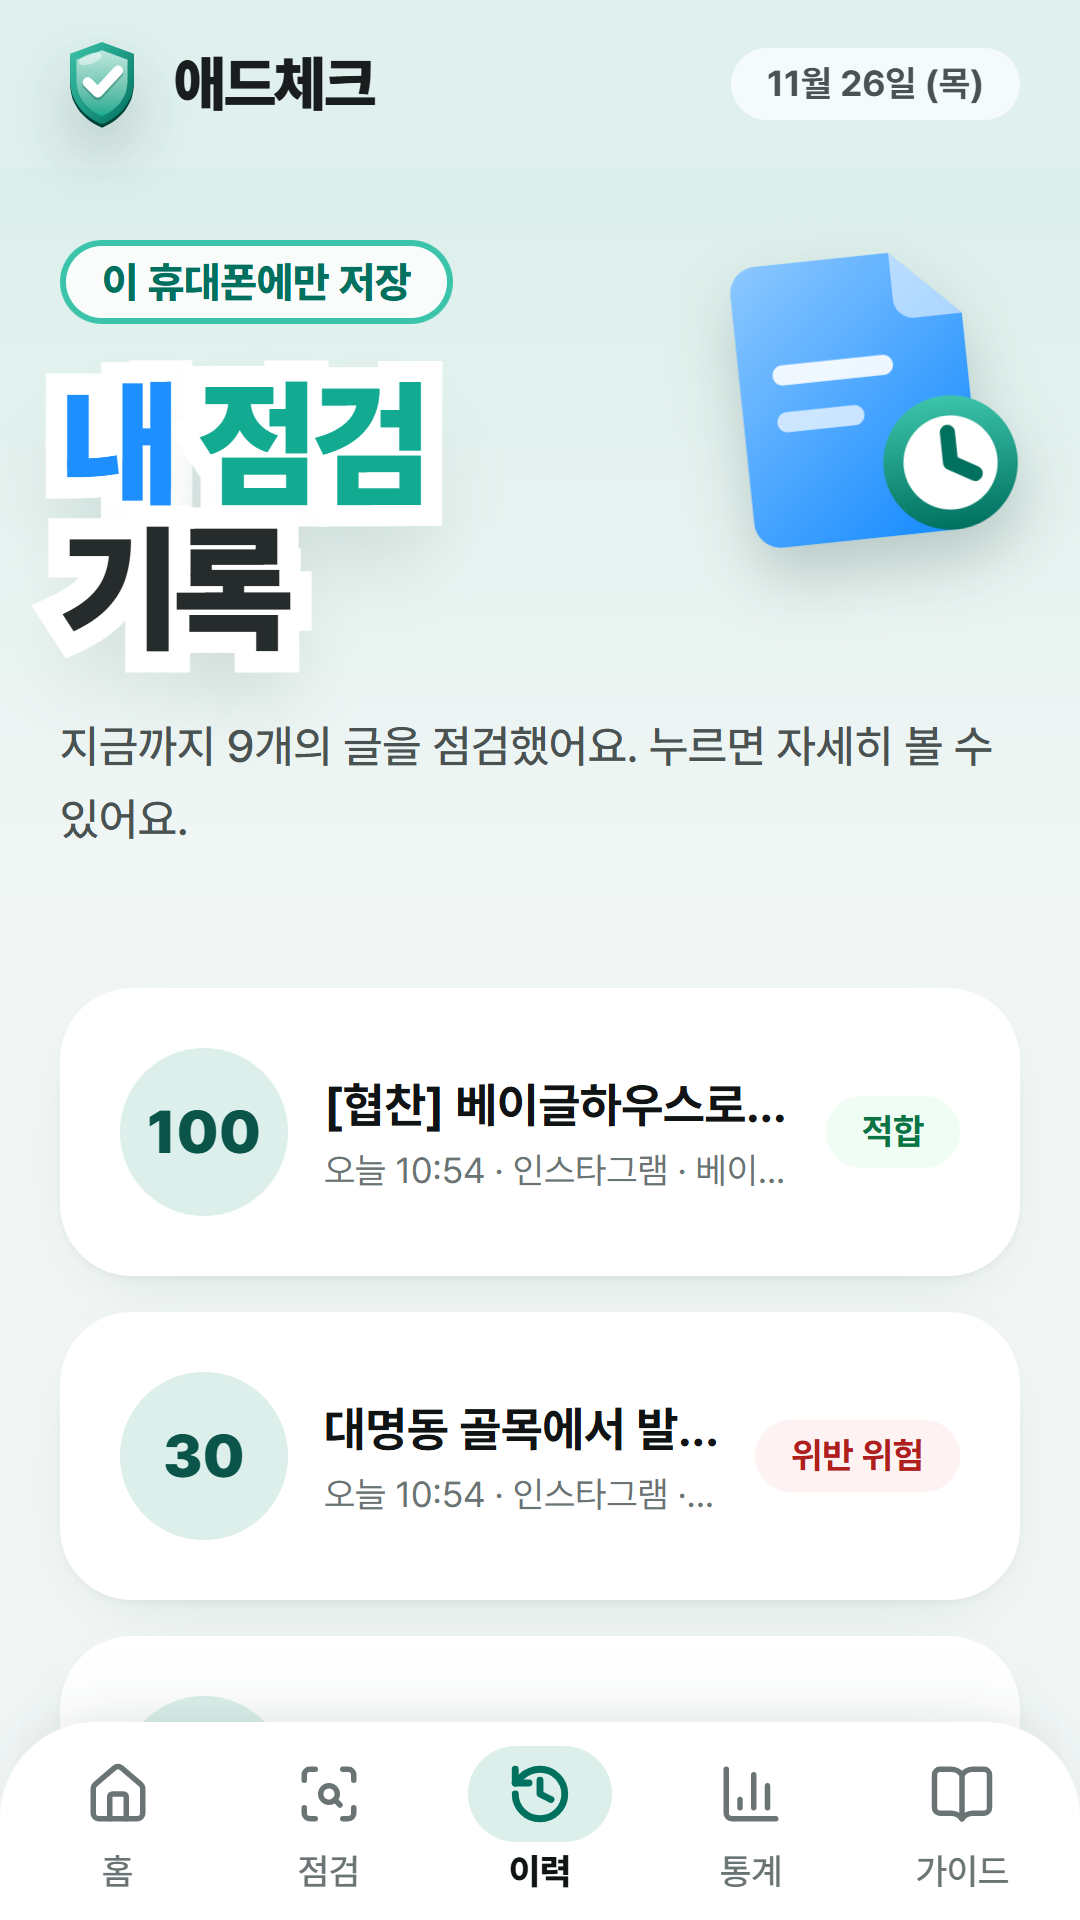 애드체크
11월 26일 (목)
이 휴대폰에만 저장
내 점검
기록
지금까지 9개의 글을 점검했어요. 누르면 자세히 볼 수
있어요.
100
[협찬] 베이글하우스로...
오늘 10:54 · 인스타그램 · 베이...
적합
30
대명동 골목에서 발...
오늘 10:54 · 인스타그램 ·...
위반 위험
홈
점검
이력
통계
가이드